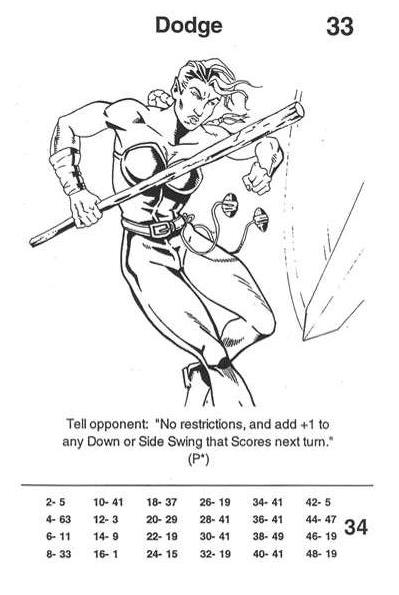 Dodge 33
Tell opponent: "No restrictions, and add +1 to
any Down or Side Swing that Scores next turn."
(P*)
2- 5 10- 41 18- 37 26- 19 34- 41 42- 5
4- 63 12- 3 20- 29 28- 41 36- 41 44- 47
6- 11 14- 9 22- 19 30- 41 38- 49 46- 19
8- 33 16- 1 24- 15 32- 19 40- 41 48- 19
34